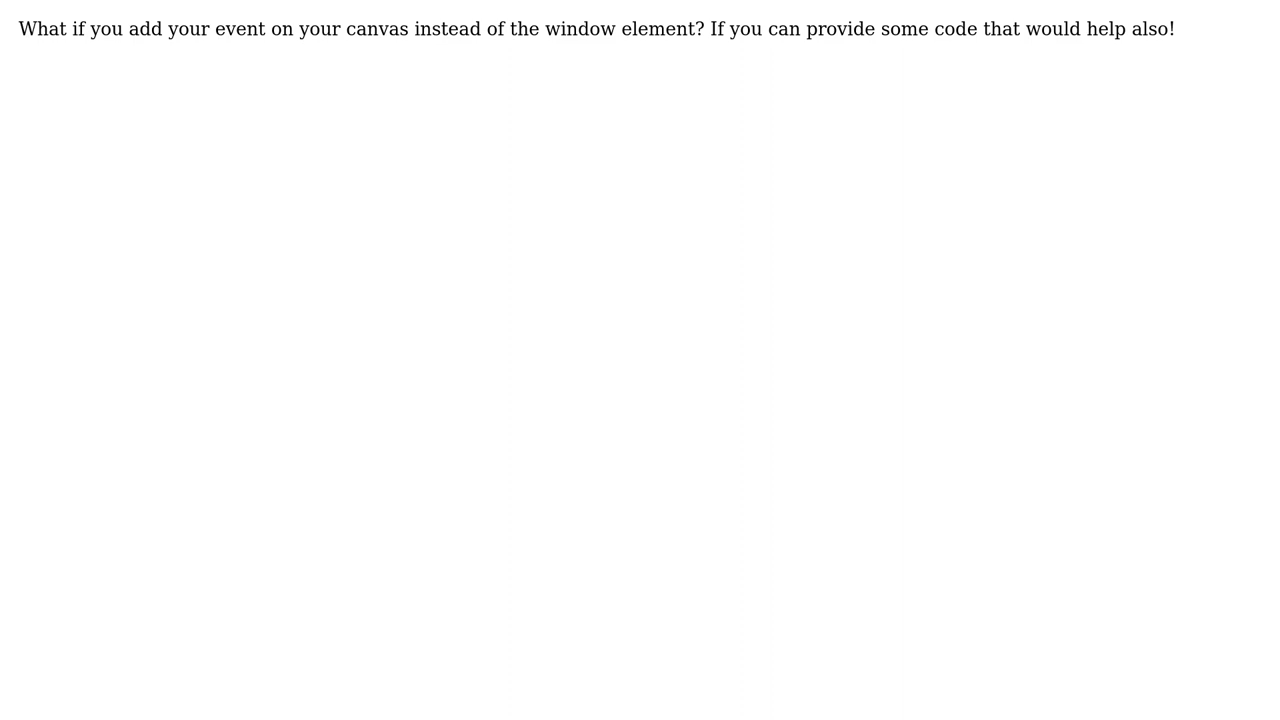 What if you add your event on your canvas instead of the window element? If you can provide some code that would help also!